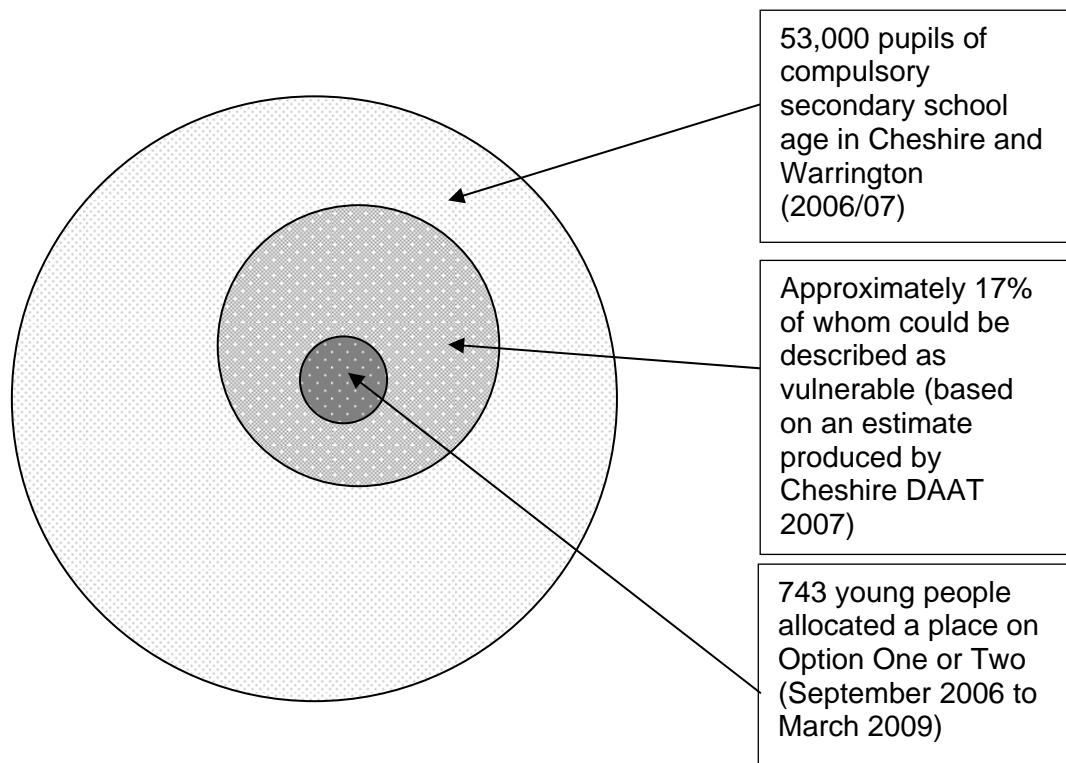 53,000 pupils of
compulsory
secondary school
age in Cheshire and
Warrington
(2006/07)
Approximately 17%
of whom could be
described as
vulnerable (based
on an estimate
produced by
Cheshire DAAT
2007)
743 young people
allocated a place on
Option One or Two
(September 2006 to
March 2009)